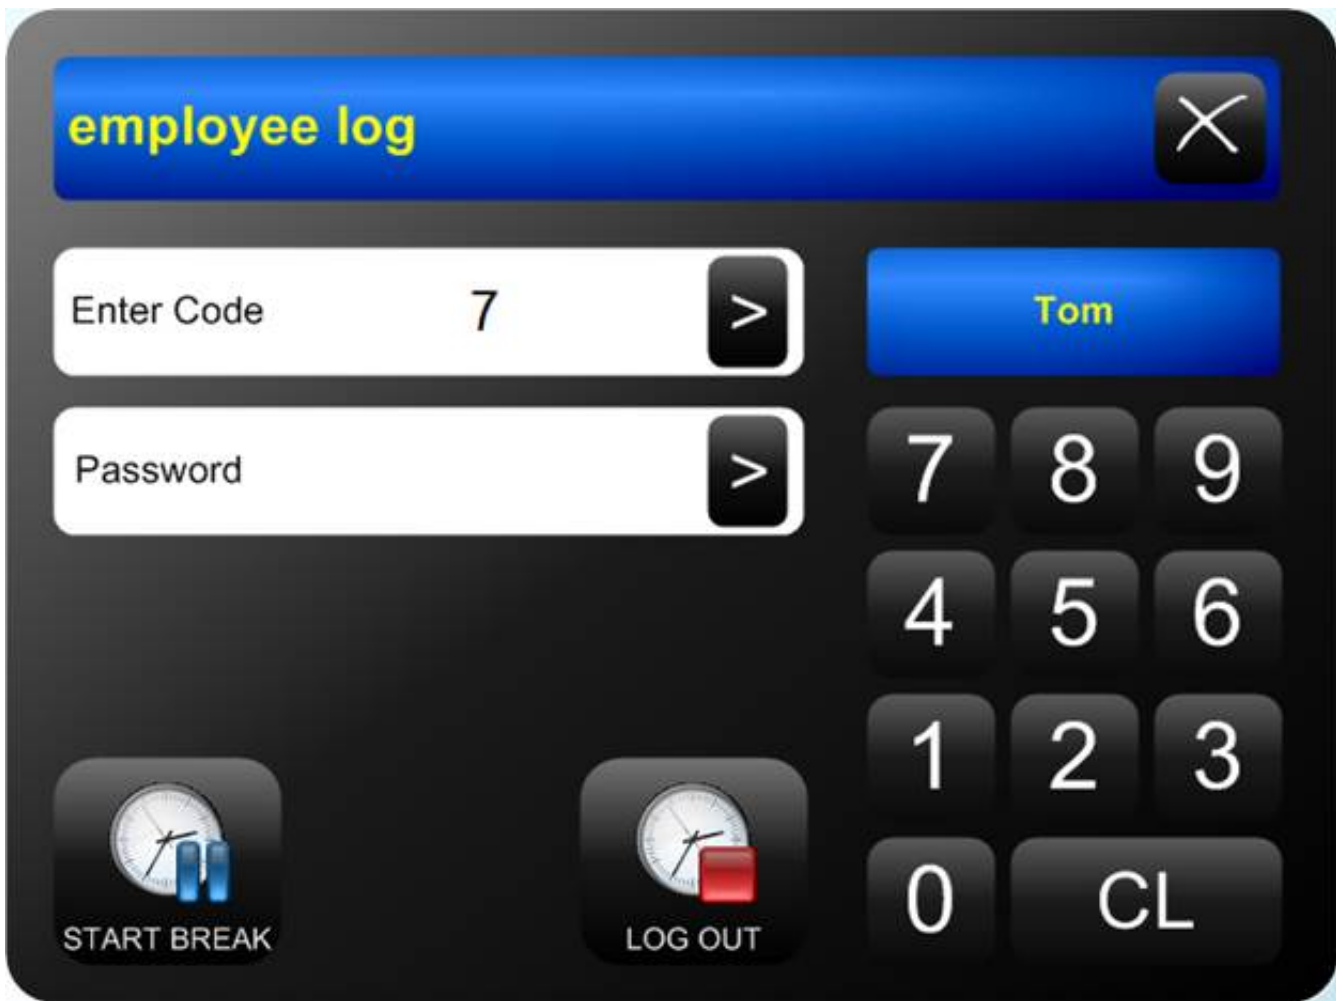 employee log
Enter Code 7 >
Tom
Password >
7 8 9
4 5 6
1 2 3
0 CL
START BREAK
LOG OUT